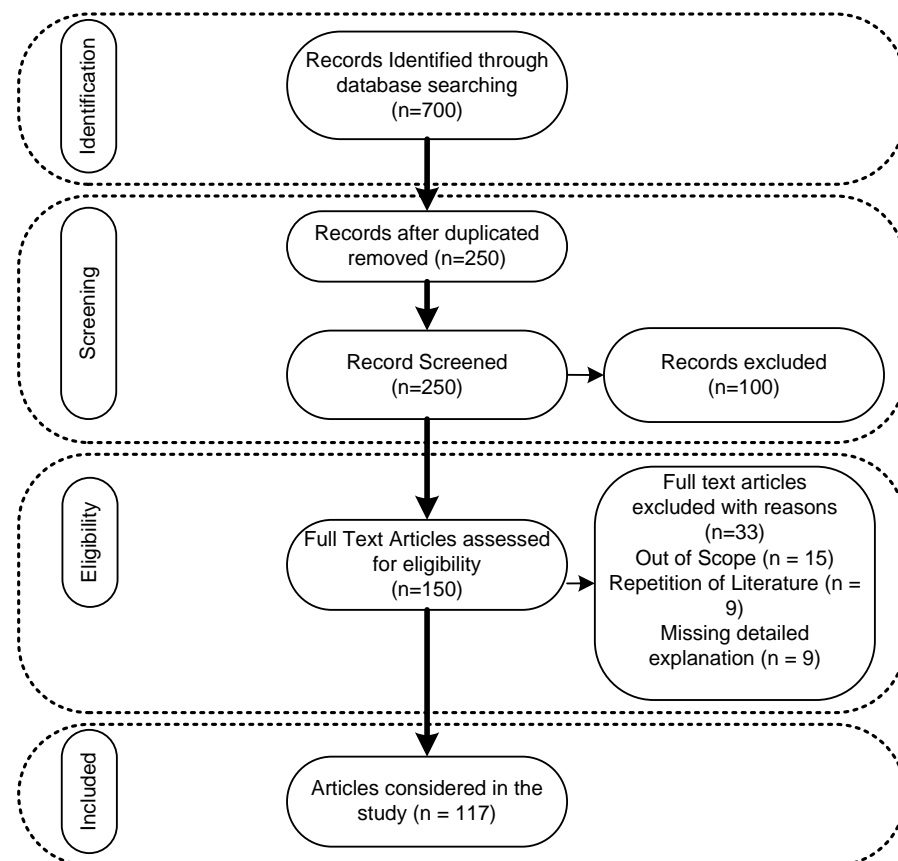 Identification
Records Identified through
database searching
(n=700)
Screening
Records after duplicated
removed (n=250)
Record Screened
(n=250)
Records excluded
(n=100)
Eligibility
Full Text Articles assessed
for eligibility
(n=150)
Full text articles
excluded with reasons
(n=33)
Out of Scope (n = 15)
Repetition of Literature (n =
9)
Missing detailed
explanation (n = 9)
Included
Articles considered in the
study (n = 117)